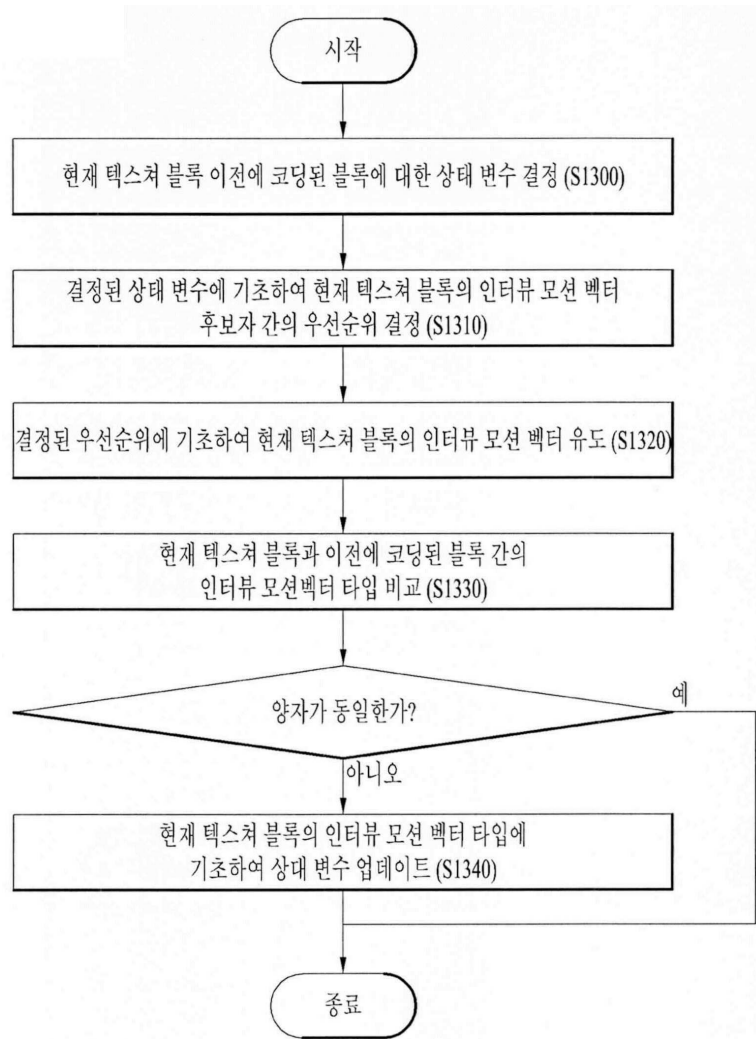 시작
현재 텍스쳐 블록 이전에 코딩된 블록에 대한 상태 변수 결정 (S1300)
결정된 상태 변수에 기초하여 현재 텍스쳐 블록의 인터뷰 모션 벡터
후보자 간의 우선순위 결정 (S1310)
결정된 우선순위에 기초하여 현재 텍스쳐 블록의 인터뷰 모션 벡터 유도 (S1320)
현재 텍스쳐 블록과 이전에 코딩된 블록 간의
인터뷰 모션벡터 타입 비교 (S1330)
양자가 동일한가?
예
아니오
현재 텍스쳐 블록의 인터뷰 모션 벡터 타입에
기초하여 상대 변수 업데이트 (S1340)
종료